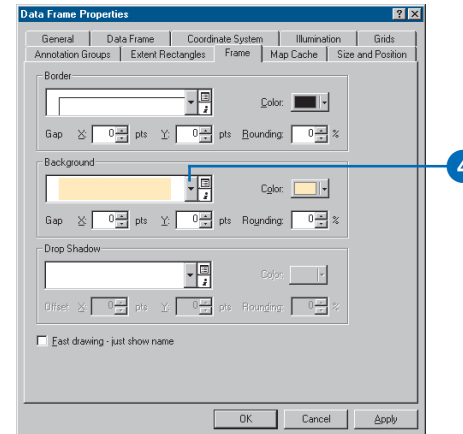 Data Frame Properties
General Data Frame Coordinate System Illumination Grids
Annotation Groups Extent Rectangles Frame Map Cache Size and Position
Border
Color:
Gap X: 0 pts Y: 0 pts Rounding: 0 %
Background
4
Color:
Gap X: 0 pts Y: 0 pts Rounding: 0 %
Drop Shadow
Color:
Offset: X: 0 pts Y: 0 pts Rounding: 0 %
Fast drawing - just show name
OK Cancel Apply